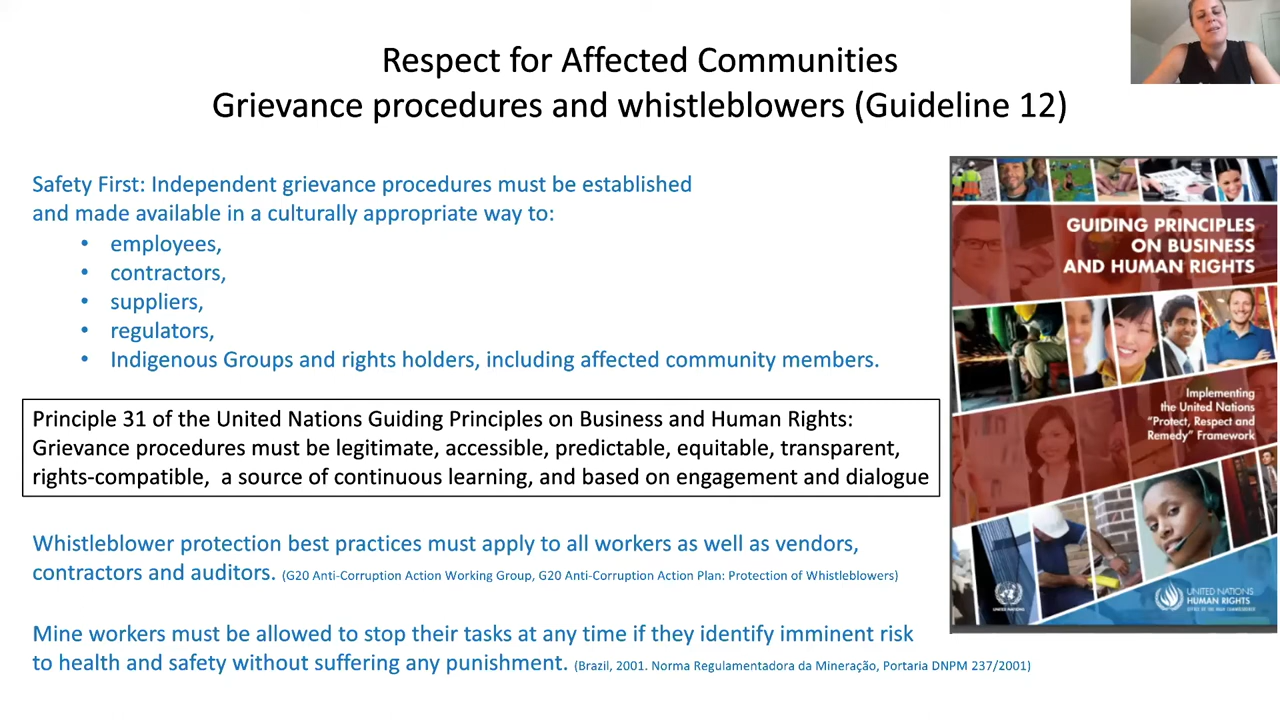 Respect for Affected Communities
Grievance procedures and whistleblowers (Guideline 12)
Safety First: Independent grievance procedures must be established
and made available in a culturally appropriate way to:
• employees,
• contractors,
• suppliers,
• regulators,
• Indigenous Groups and rights holders, including affected community members.
Principle 31 of the United Nations Guiding Principles on Business and Human Rights:
Grievance procedures must be legitimate, accessible, predictable, equitable, transparent,
rights-compatible, a source of continuous learning, and based on engagement and dialogue
Whistleblower protection best practices must apply to all workers as well as vendors,
contractors and auditors. (G20 Anti-Corruption Action Working Group, G20 Anti-Corruption Action Plan: Protection of Whistleblowers)
Mine workers must be allowed to stop their tasks at any time if they identify imminent risk
to health and safety without suffering any punishment. (Brazil, 2001. Norma Regulamentadora da Mineração, Portaria DNPM 237/2001)
GUIDING PRINCIPLES
ON BUSINESS
AND HUMAN RIGHTS
Implementing
the United Nations
“Protect, Respect and
Remedy” Framework
UNITED NATIONS
UNITED NATIONS
HUMAN RIGHTS
OFFICE OF THE HIGH COMMISSIONER